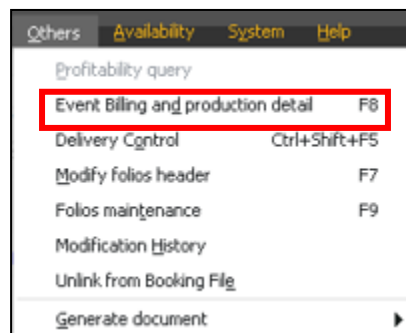 Others Availability System Help
Profitability query
Event Billing and production detail F8
Delivery Control Ctrl+Shift+F5
Modify folios header F7
Folios maintenance F9
Modification History
Unlink from Booking File
Generate document